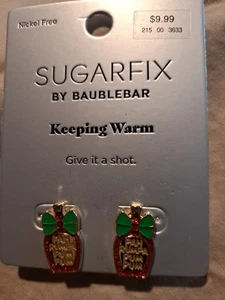 Nickel Free
$9.99
215 00 3633
SUGARFIX
BY BAUBLEBAR
Keeping Warm
Give it a shot.